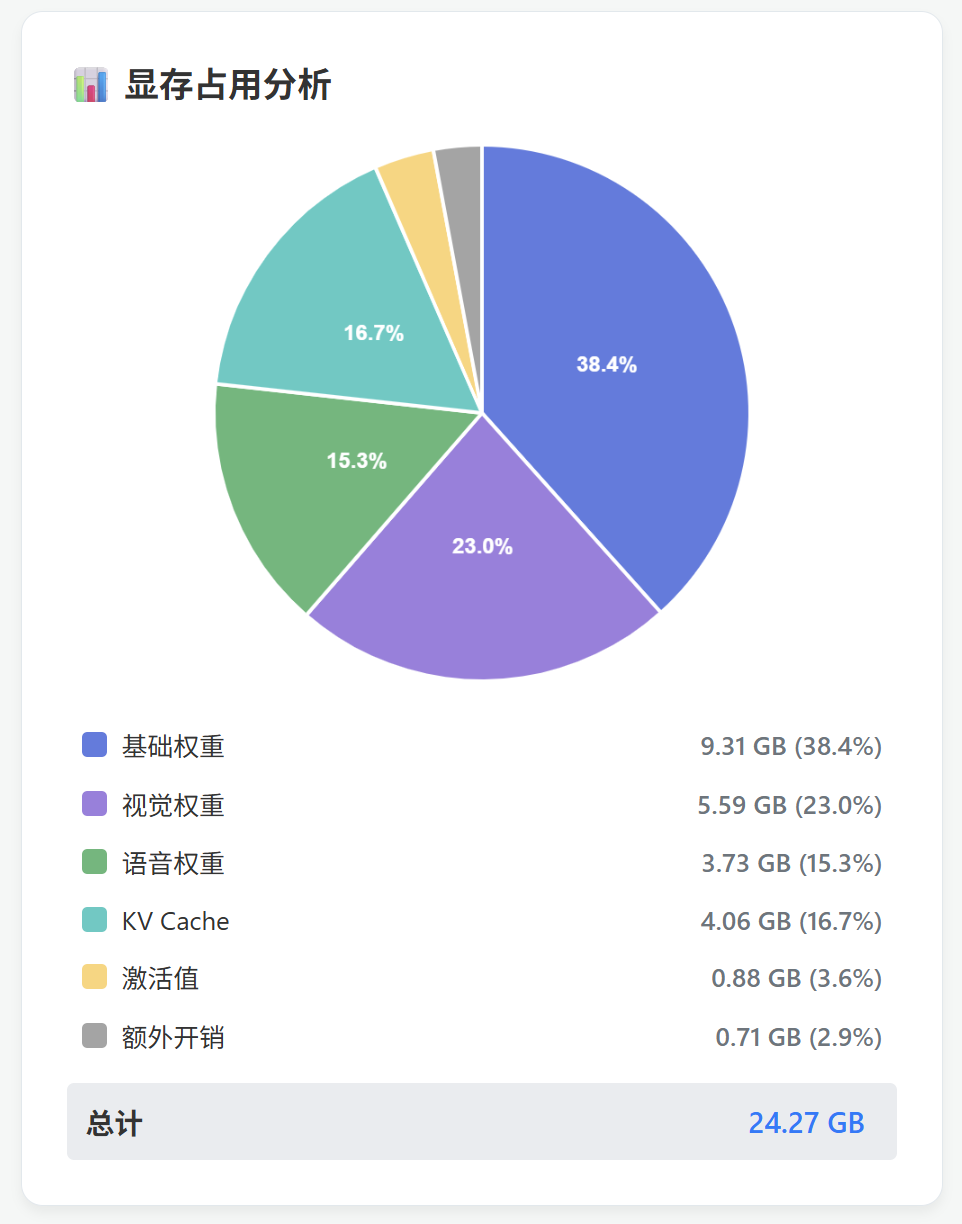 显存占用分析
38.4%
23.0%
15.3%
16.7%
基础权重 9.31 GB (38.4%)
视觉权重 5.59 GB (23.0%)
语音权重 3.73 GB (15.3%)
KV Cache 4.06 GB (16.7%)
激活值 0.88 GB (3.6%)
额外开销 0.71 GB (2.9%)
总计 24.27 GB